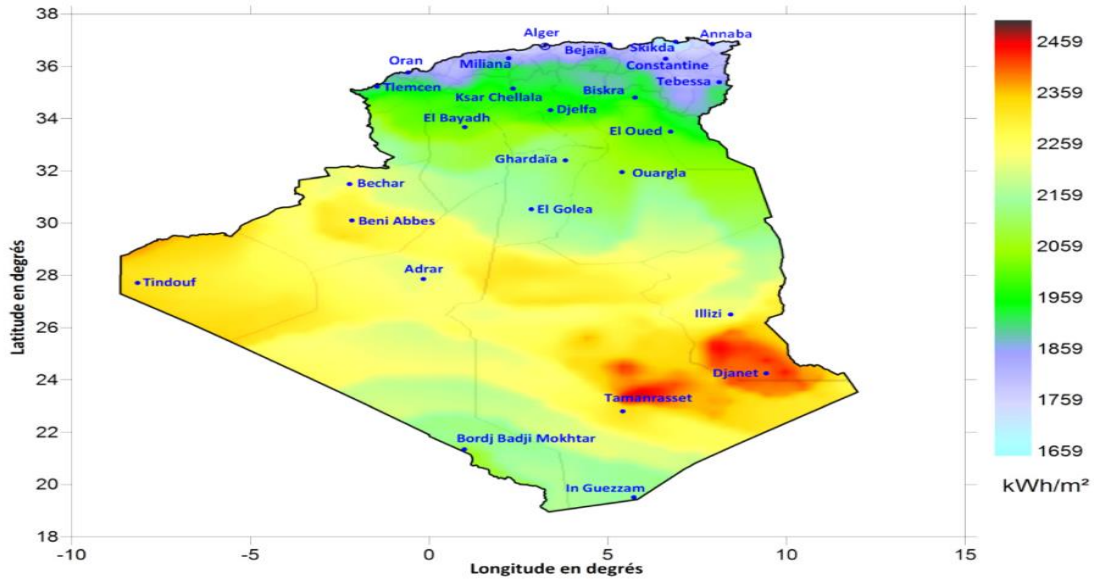 38
36
34
32
30
28
26
24
22
20
18
Latitude en degrés
-10
-5
0
5
10
15
Longitude en degrés
Alger
Annaba
Skikda
Bejaïa
Oran
Miliana
Constantine
Tebessa
Tlemcen
Ksar Chellala
Biskra
Djelfa
El Bayadh
El Oued
Ghardaïa
Ouargla
Bechar
El Golea
Beni Abbes
Adrar
Tindouf
Illizi
Djanet
Tamanrasset
Bordj Badji Mokhtar
In Guezzam
2459
2359
2259
2159
2059
1959
1859
1759
1659
kWh/m²